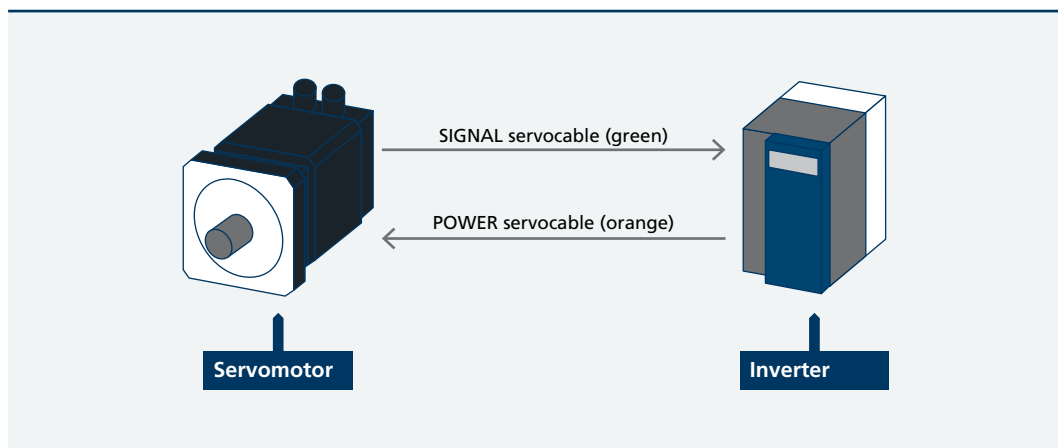 SIGNAL servocable (green)
POWER servocable (orange)
Servomotor
Inverter